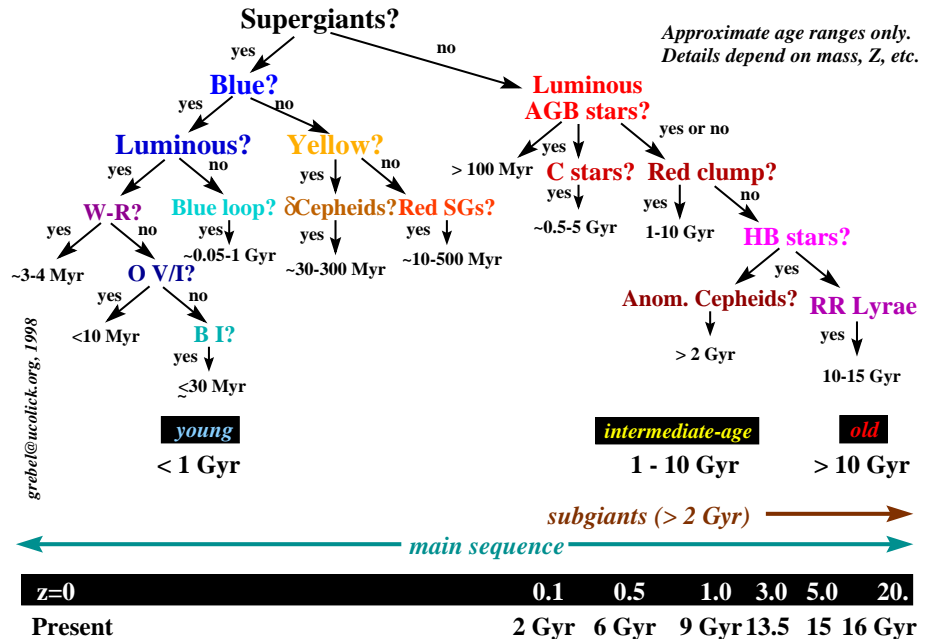 Supergiants?
Approximate age ranges only.
Details depend on mass, Z, etc.
yes
no
Blue?
Luminous
AGB stars?
yes
no
yes or no
Luminous?
Yellow?
> 100 Myr
yes
C stars?
Red clump?
yes
no
yes
no
yes
yes
no
W-R?
Blue loop?
δCepheids?
Red SGs?
~0.5-5 Gyr
1-10 Gyr
HB stars?
yes
no
yes
yes
yes
~3-4 Myr
O V/I?
~0.05-1 Gyr
~30-300 Myr
~10-500 Myr
yes
yes
no
Anom. Cepheids?
RR Lyrae
<10 Myr
B I?
yes
> 2 Gyr
yes
<30 Myr
~
10-15 Gyr
grebel@ucolick.org, 1998
young
intermediate-age
old
< 1 Gyr
1 - 10 Gyr
> 10 Gyr
subgiants (> 2 Gyr)
main sequence
z=0 0.1 0.5 1.0 3.0 5.0 20.
Present 2 Gyr 6 Gyr 9 Gyr 13.5 15 16 Gyr